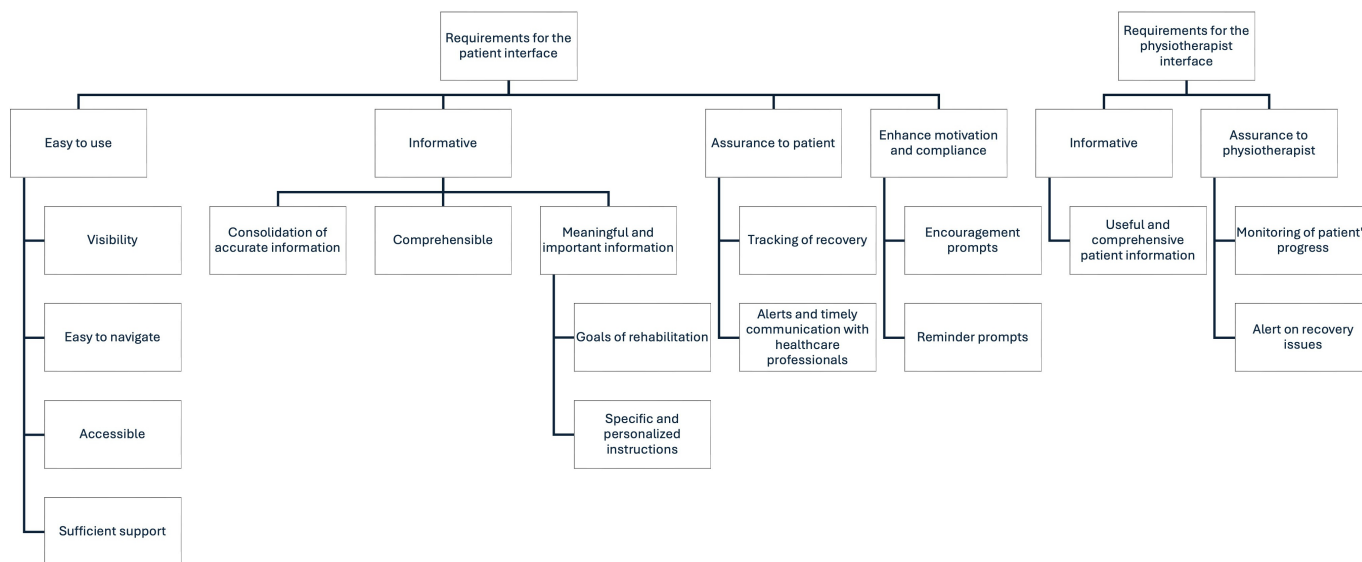 Requirements for the
patient interface
Requirements for the
physiotherapist
interface
Easy to use
Informative
Assurance to patient
Enhance motivation
and compliance
Informative
Assurance to
physiotherapist
Visibility
Consolidation of
accurate information
Comprehensible
Meaningful and
important information
Tracking of recovery
Encouragement
prompts
Useful and
comprehensive
patient information
Monitoring of patient'
progress
Easy to navigate
Goals of rehabilitation
Alerts and timely
communication with
healthcare
professionals
Reminder prompts
Alert on recovery
issues
Accessible
Specific and
personalized
instructions
Sufficient support